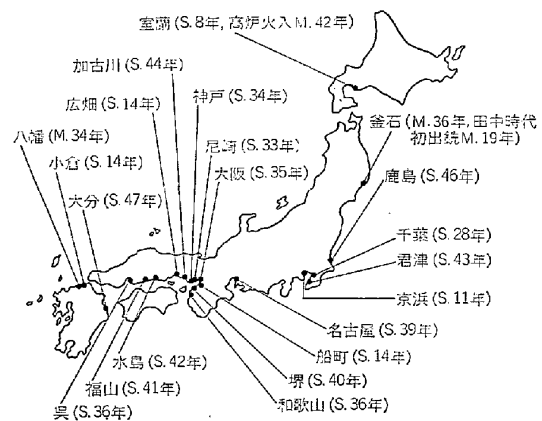 室蘭(S.8年,高炉火入M.42年)
加古川(S.44年)
広畑(S.14年)
神戸(S.34年)
八幡(M.34年)
小倉(S.14年)
大分(S.47年)
尼崎(S.33年)
大阪(S.35年)
釜石(M.36年,田中時代
初出銑M.19年)
鹿島(S.46年)
千葉(S.28年)
君津(S.43年)
京浜(S.11年)
名古屋(S.39年)
船町(S.14年)
堺(S.40年)
和歌山(S.36年)
水島(S.42年)
福山(S.41年)
呉(S.36年)